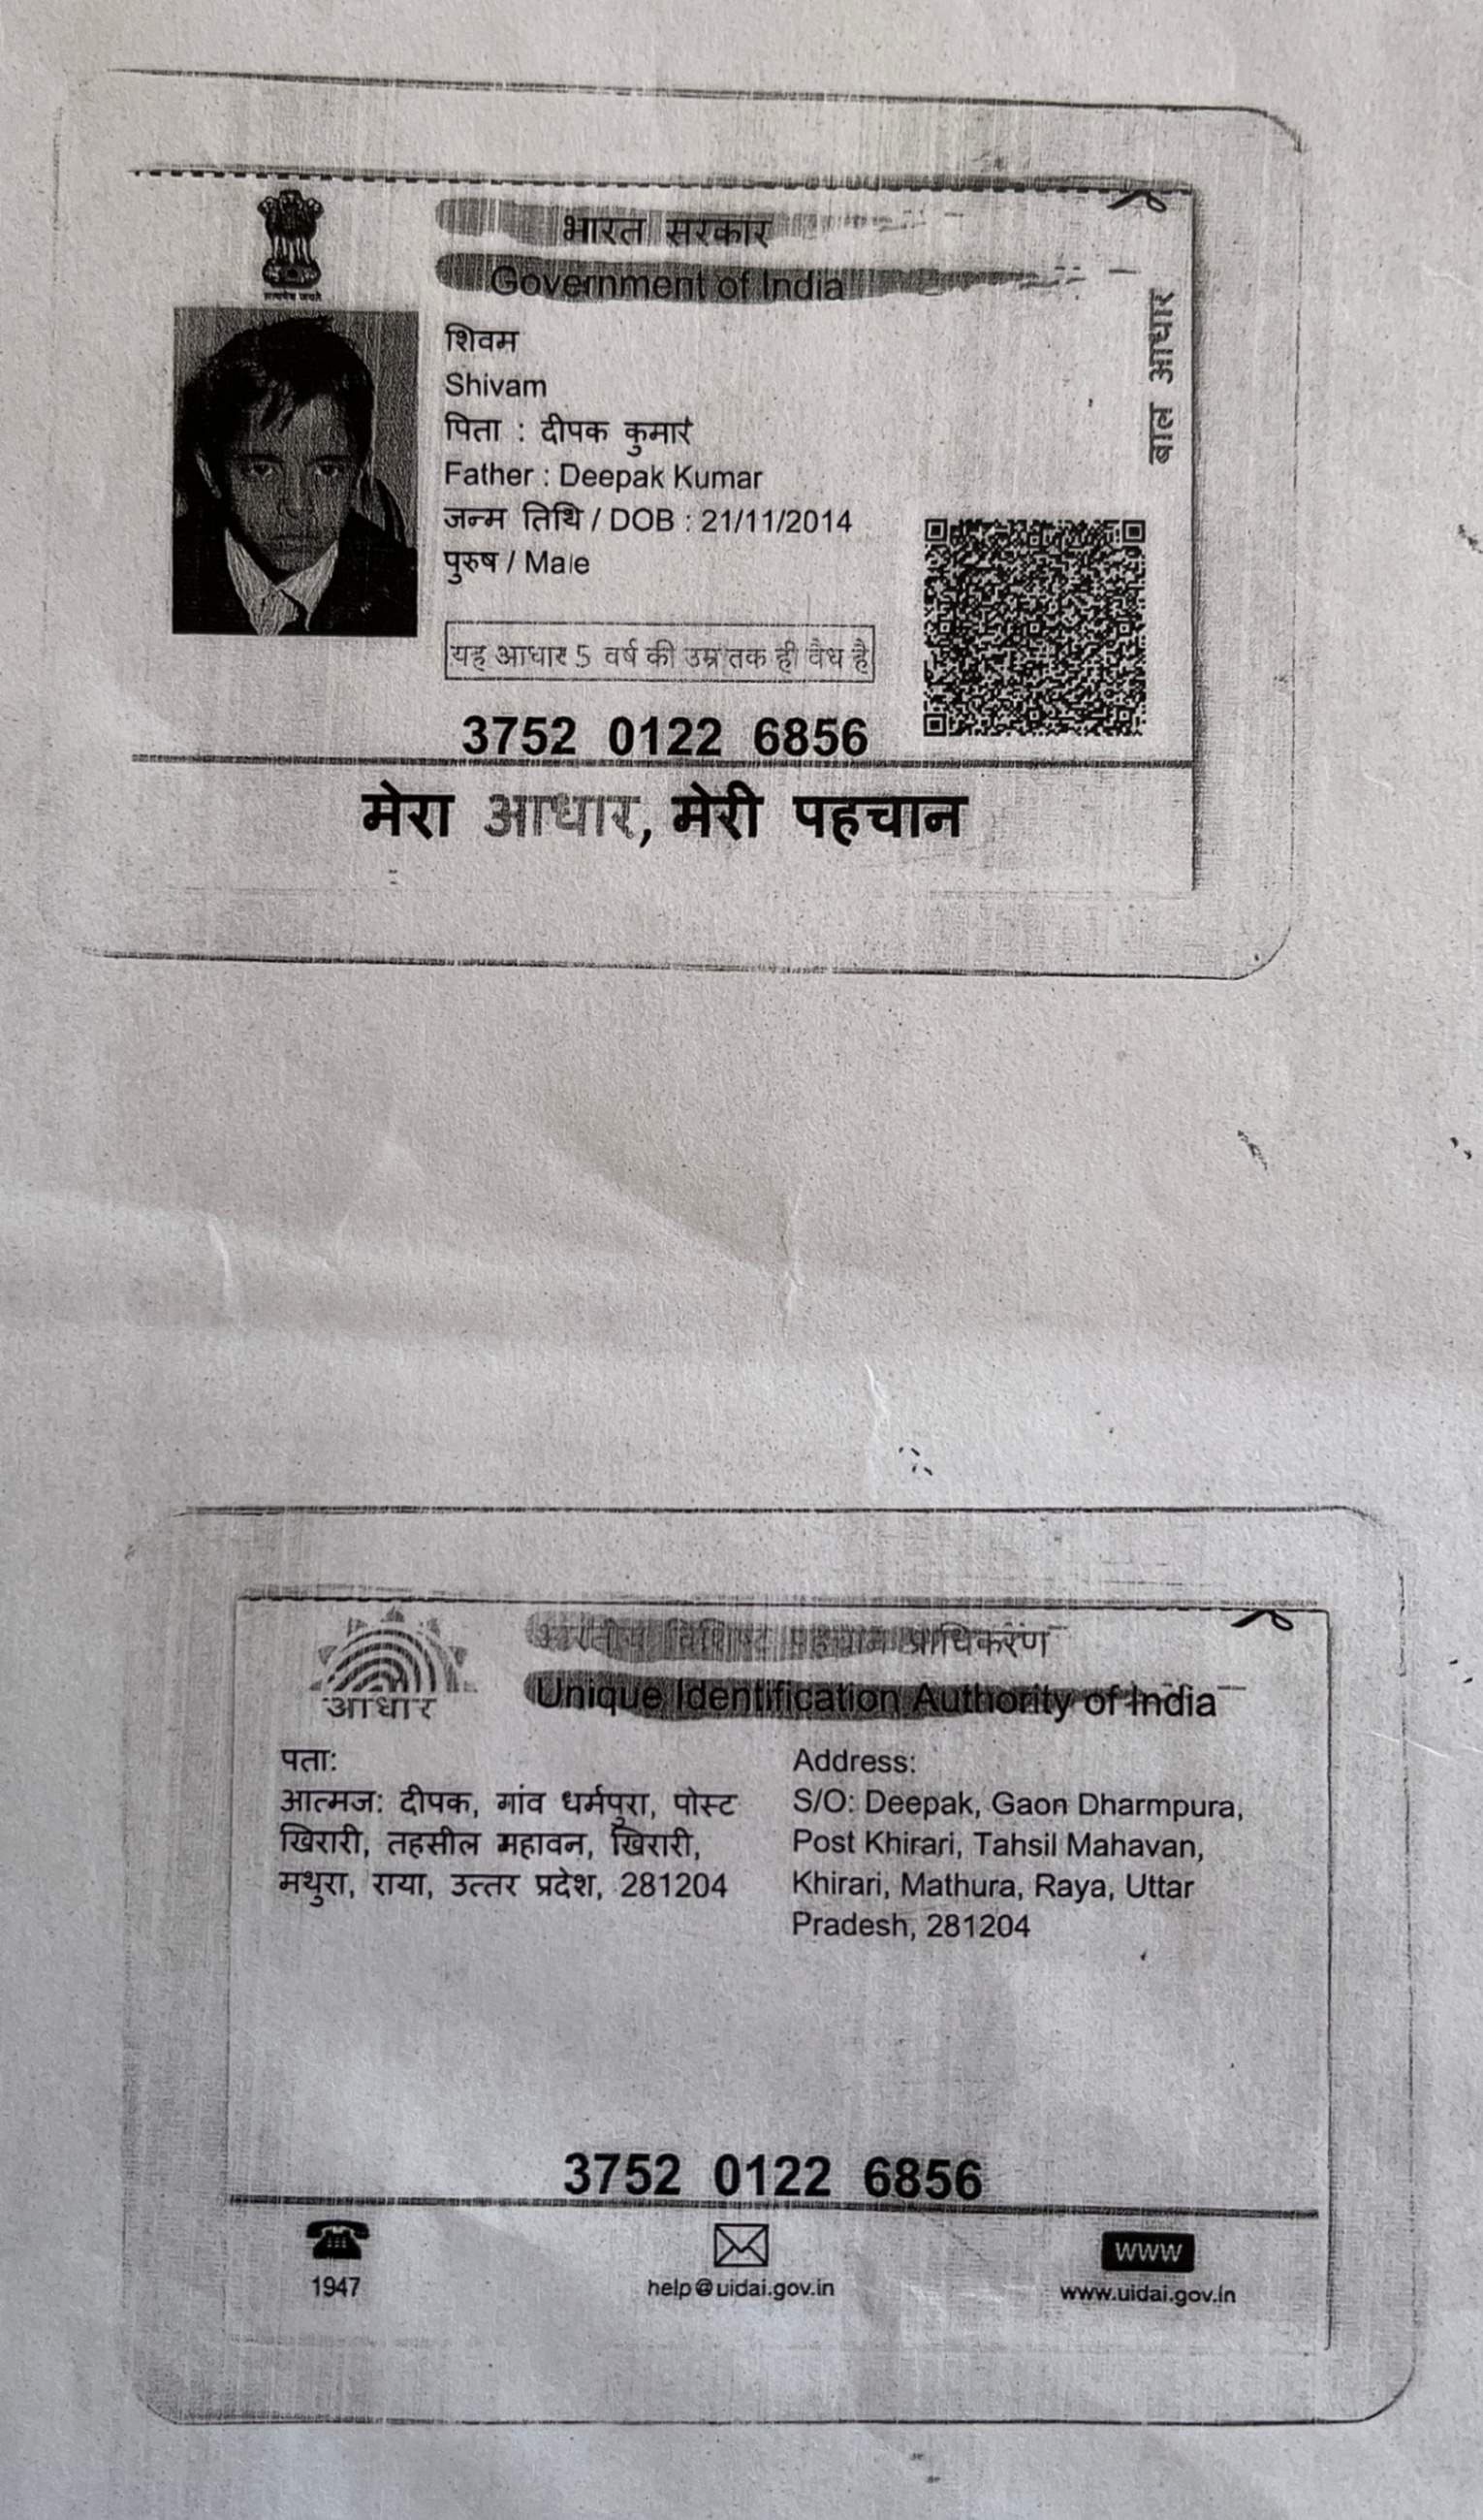 भारत सरकार
Government of India
शिवम
Shivam
पिता : दीपक कुमार
Father : Deepak Kumar
जन्म तिथि / DOB : 21/11/2014
पुरुष / Male
बाल आधार
यह आधार 5 वर्ष की उम्र तक ही वैध है
3752 0122 6856
मेरा आधार, मेरी पहचान
आधार
भारतीय विशिष्ट पहचान प्राधिकरण
Unique Identification Authority of India
पता:
आत्मज: दीपक, गांव धर्मपुरा, पोस्ट
खिरारी, तहसील महावन, खिरारी,
मथुरा, राया, उत्तर प्रदेश, 281204
Address:
S/O: Deepak, Gaon Dharmpura,
Post Khirari, Tahsil Mahavan,
Khirari, Mathura, Raya, Uttar
Pradesh, 281204
3752 0122 6856
1947
help@uidai.gov.in
www
www.uidai.gov.in